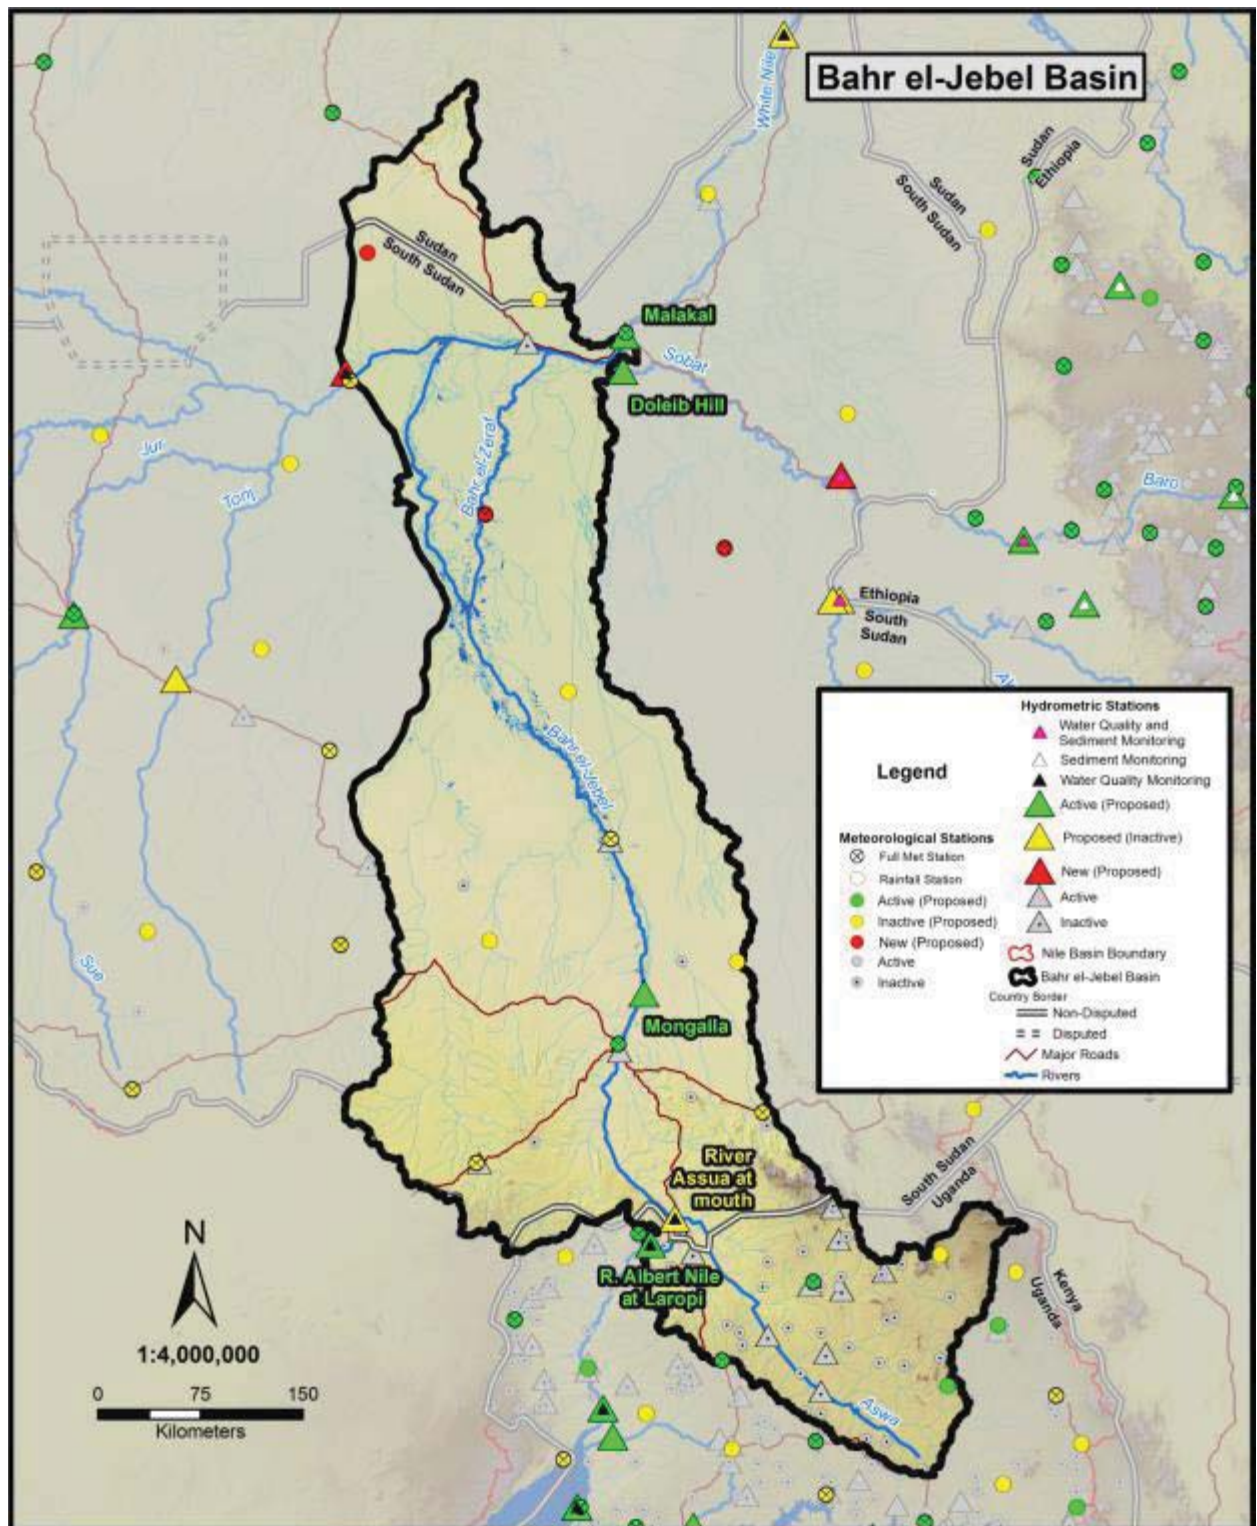 Bahr el-Jebel Basin
White Nile
Sudan
Ethiopia
Sudan
South Sudan
Sudan
South Sudan
Malakal
Sobat
Doleib Hill
Jur
Tonj
Bahr el-Zeraf
Baro
Ethiopia
South
Sudan
Bahr el-Jebel
Sue
Mongalla
Legend
Meteorological Stations
Full Met Station
Rainfall Station
Active (Proposed)
Inactive (Proposed)
New (Proposed)
Active
Inactive
Hydrometric Stations
Water Quality and
Sediment Monitoring
Sediment Monitoring
Water Quality Monitoring
Active (Proposed)
Proposed (Inactive)
New (Proposed)
Active
Inactive
Nile Basin Boundary
Bahr el-Jebel Basin
Country Border
Non-Disputed
Disputed
Major Roads
Rivers
River
Assua at
mouth
South Sudan
Uganda
R. Albert Nile
at Laropi
Kenya
Uganda
Aswa
N
1:4,000,000
0 75 150
Kilometers